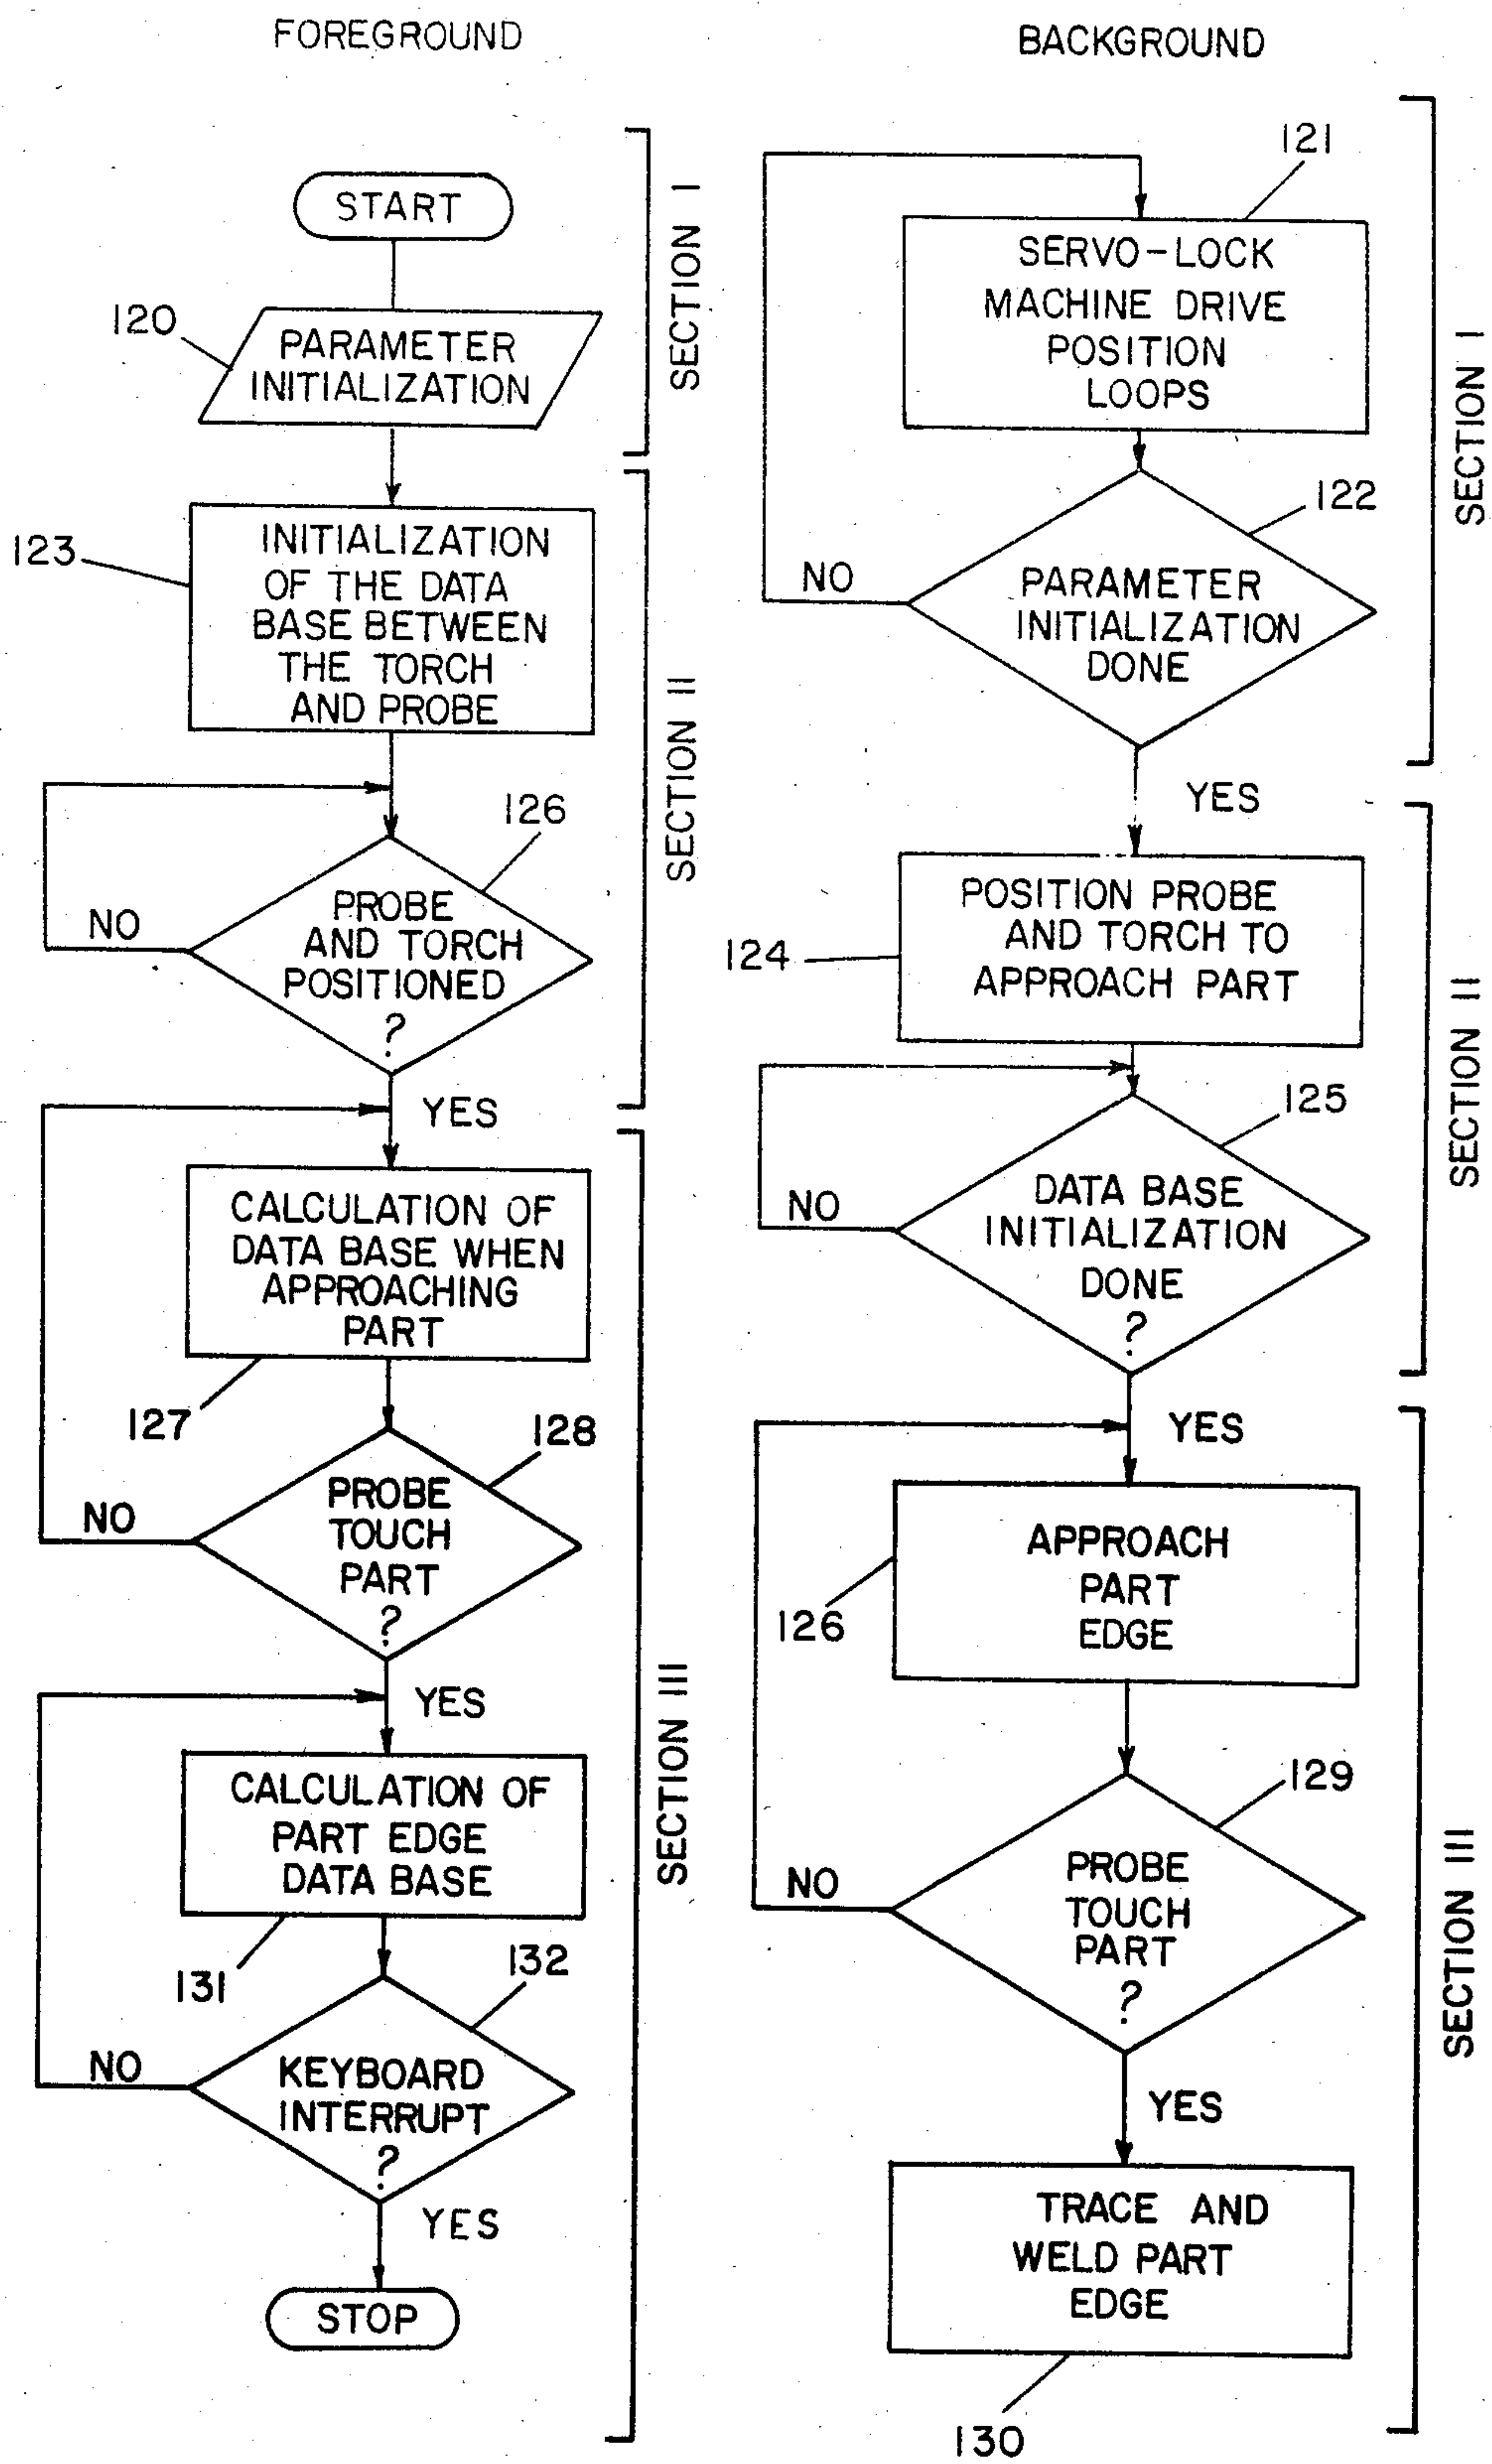 FOREGROUND
START
120
PARAMETER
INITIALIZATION
SECTION I
123
INITIALIZATION
OF THE DATA
BASE BETWEEN
THE TORCH
AND PROBE
126
PROBE
AND TORCH
POSITIONED
?
NO
YES
SECTION II
CALCULATION OF
DATA BASE WHEN
APPROACHING
PART
127
128
PROBE
TOUCH
PART
?
NO
YES
CALCULATION OF
PART EDGE
DATA BASE
131
132
KEYBOARD
INTERRUPT
?
NO
YES
STOP
SECTION III
BACKGROUND
121
SERVO-LOCK
MACHINE DRIVE
POSITION
LOOPS
122
PARAMETER
INITIALIZATION
DONE
NO
YES
SECTION I
124
POSITION PROBE
AND TORCH TO
APPROACH PART
125
DATA BASE
INITIALIZATION
DONE
?
NO
YES
SECTION II
126
APPROACH
PART
EDGE
129
PROBE
TOUCH
PART
?
NO
YES
TRACE AND
WELD PART
EDGE
130
SECTION III